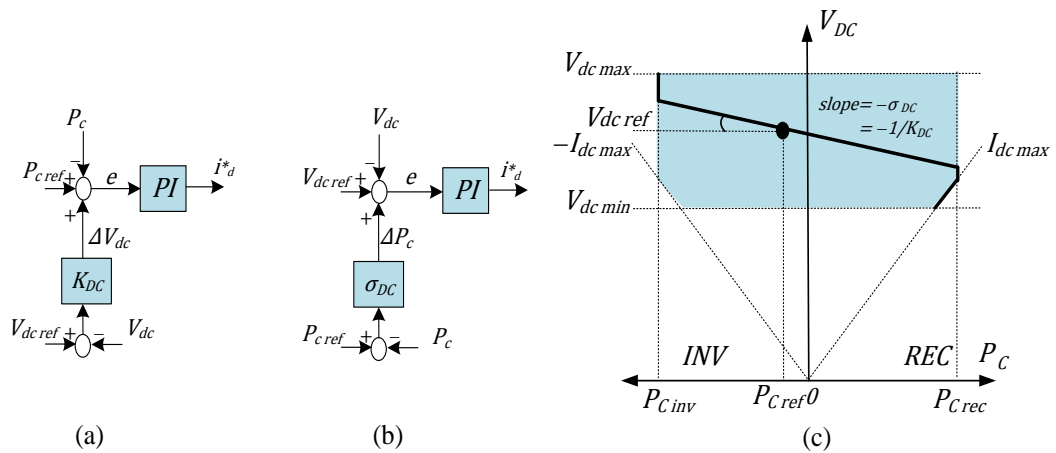 P_c
−
P_c ref + e PI i*_d
+
ΔV_dc
K_DC
V_dc ref + − V_dc
(a)
V_dc
−
V_dc ref + e PI i*_d
+
ΔP_c
σ_DC
P_c ref + − P_c
(b)
V_DC
V_dc max
slope= −σ_DC
= −1/K_DC
V_dc ref
−I_dc max I_dc max
V_dc min
INV REC P_C
P_C inv P_C ref 0 P_C rec
(c)